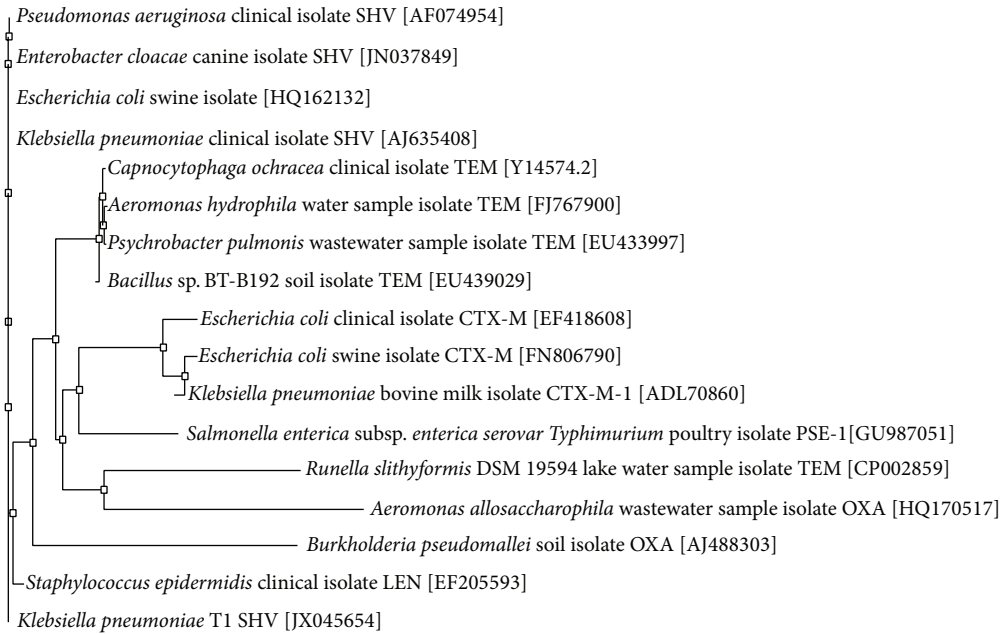 Pseudomonas aeruginosa clinical isolate SHV [AF074954]
Enterobacter cloacae canine isolate SHV [JN037849]
Escherichia coli swine isolate [HQ162132]
Klebsiella pneumoniae clinical isolate SHV [AJ635408]
Capnocytophaga ochracea clinical isolate TEM [Y14574.2]
Aeromonas hydrophila water sample isolate TEM [FJ767900]
Psychrobacter pulmonis wastewater sample isolate TEM [EU433997]
Bacillus sp. BT-B192 soil isolate TEM [EU439029]
Escherichia coli clinical isolate CTX-M [EF418608]
Escherichia coli swine isolate CTX-M [FN806790]
Klebsiella pneumoniae bovine milk isolate CTX-M-1 [ADL70860]
Salmonella enterica subsp. enterica serovar Typhimurium poultry isolate PSE-1[GU987051]
Runella slithyformis DSM 19594 lake water sample isolate TEM [CP002859]
Aeromonas allosaccharophila wastewater sample isolate OXA [HQ170517]
Burkholderia pseudomallei soil isolate OXA [AJ488303]
Staphylococcus epidermidis clinical isolate LEN [EF205593]
Klebsiella pneumoniae T1 SHV [JX045654]